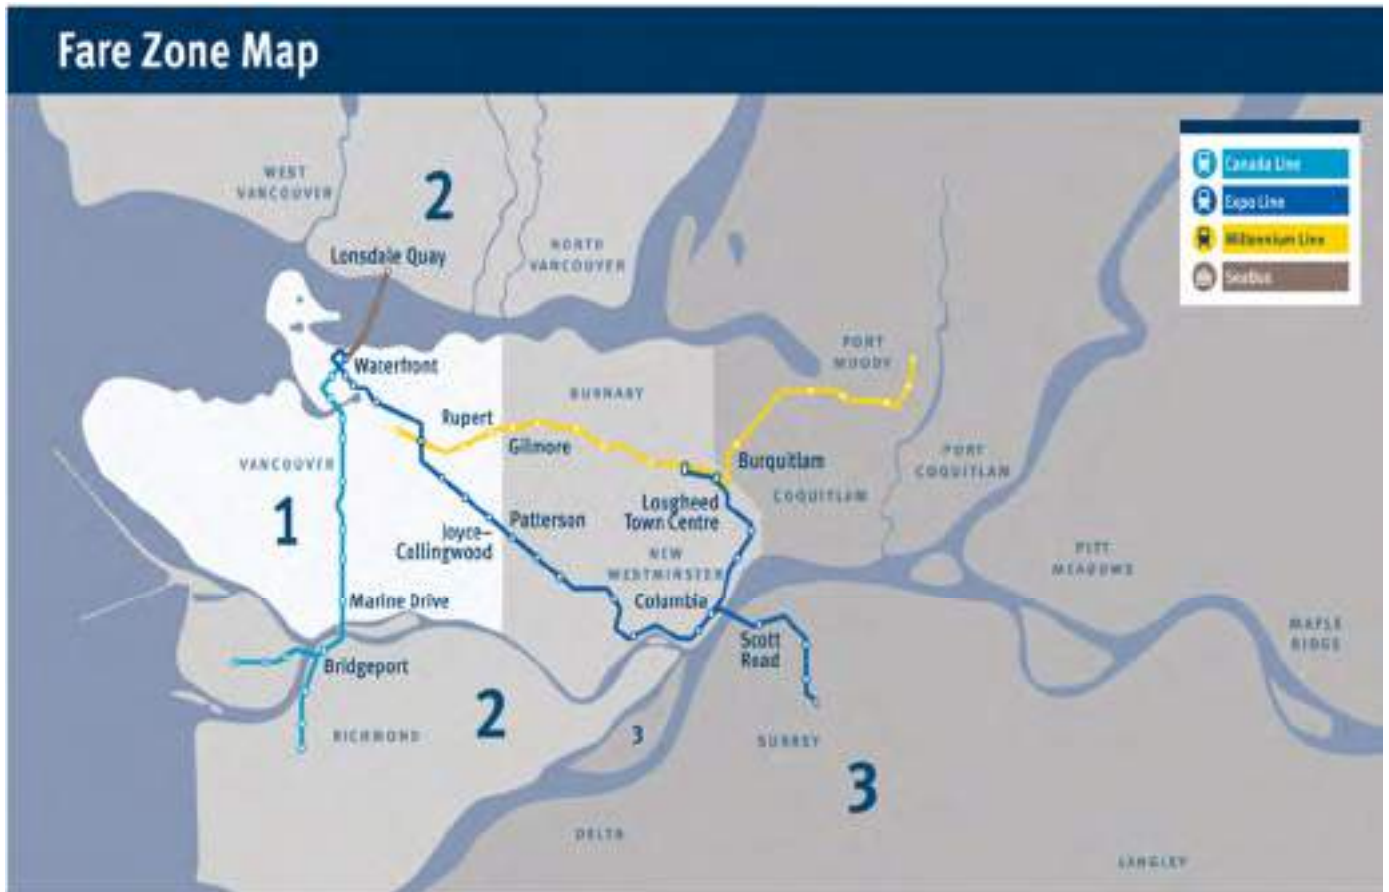 Fare Zone Map
Canada Line
Expo Line
Millennium Line
SeaBus
WEST
VANCOUVER
2
Lonsdale Quay
NORTH
VANCOUVER
Waterfront
PORT
MOODY
BURNABY
Rupert
Gilmore
VANCOUVER
Burquitlam
PORT
COQUITLAM
COQUITLAM
1
Lougheed
Town Centre
Patterson
Joyce–
Collingwood
NEW
WESTMINSTER
PITT
MEADOWS
Marine Drive
Columbia
MAPLE
RIDGE
Scott
Road
Bridgeport
2
RICHMOND
3
SURREY
3
DELTA
LANGLEY